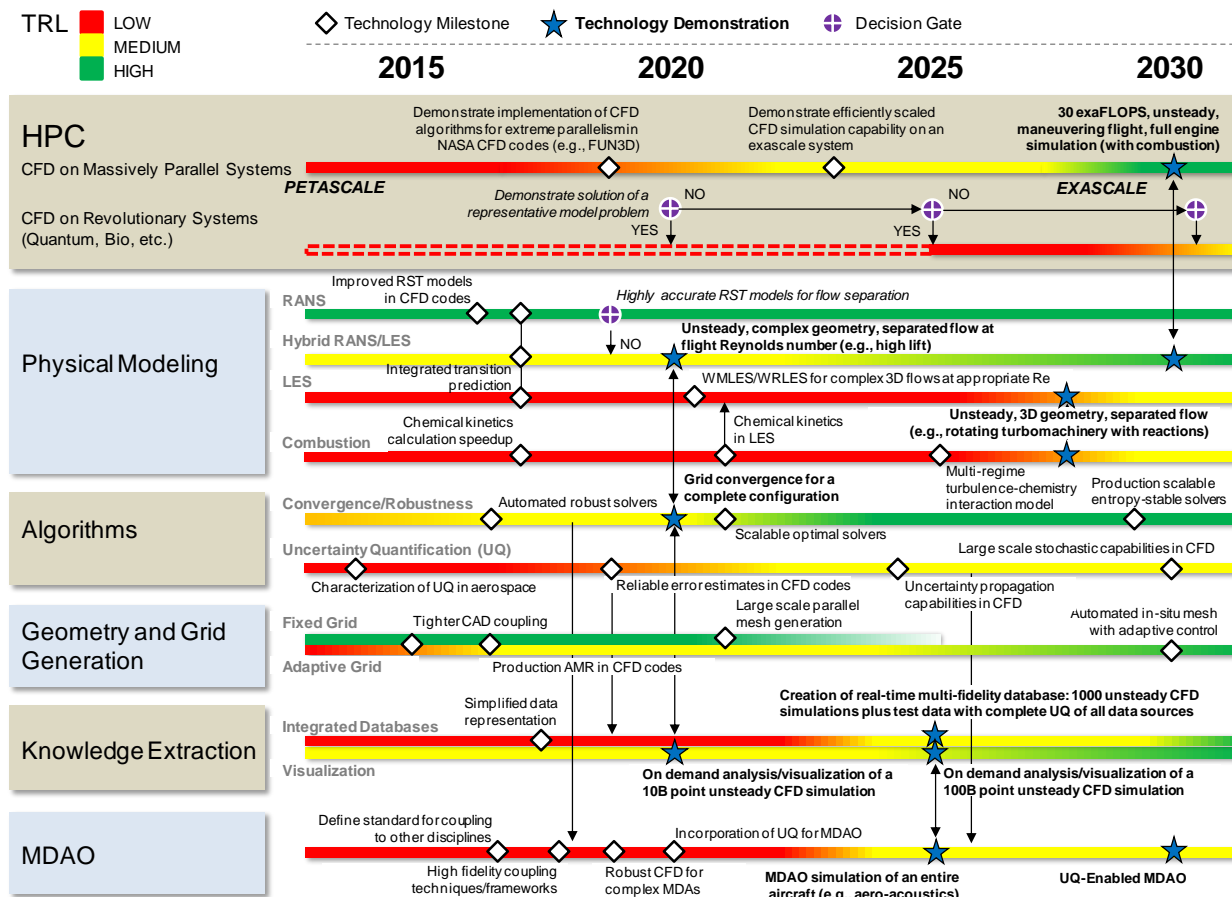 TRL
LOW
MEDIUM
HIGH
Technology Milestone
Technology Demonstration
Decision Gate
2015
2020
2025
2030
HPC
CFD on Massively Parallel Systems
CFD on Revolutionary Systems
(Quantum, Bio, etc.)
Demonstrate implementation of CFD
algorithms for extreme parallelism in
NASA CFD codes (e.g., FUN3D)
Demonstrate efficiently scaled
CFD simulation capability on an
exascale system
30 exaFLOPS, unsteady,
maneuvering flight, full engine
simulation (with combustion)
PETASCALE
EXASCALE
Demonstrate solution of a
representative model problem
NO
YES
NO
YES
Physical Modeling
RANS
Improved RST models
in CFD codes
Highly accurate RST models for flow separation
Hybrid RANS/LES
NO
Unsteady, complex geometry, separated flow at
flight Reynolds number (e.g., high lift)
LES
Integrated transition
prediction
WMLES/WRLES for complex 3D flows at appropriate Re
Combustion
Chemical kinetics
calculation speedup
Chemical kinetics
in LES
Unsteady, 3D geometry, separated flow
(e.g., rotating turbomachinery with reactions)
Multi-regime
turbulence-chemistry
interaction model
Grid convergence for a
complete configuration
Algorithms
Convergence/Robustness
Automated robust solvers
Scalable optimal solvers
Production scalable
entropy-stable solvers
Uncertainty Quantification (UQ)
Characterization of UQ in aerospace
Reliable error estimates in CFD codes
Uncertainty propagation
capabilities in CFD
Large scale stochastic capabilities in CFD
Geometry and Grid
Generation
Fixed Grid
Tighter CAD coupling
Large scale parallel
mesh generation
Automated in-situ mesh
with adaptive control
Adaptive Grid
Production AMR in CFD codes
Knowledge Extraction
Integrated Databases
Simplified data
representation
Creation of real-time multi-fidelity database: 1000 unsteady CFD
simulations plus test data with complete UQ of all data sources
Visualization
On demand analysis/visualization of a
10B point unsteady CFD simulation
On demand analysis/visualization of a
100B point unsteady CFD simulation
MDAO
Define standard for coupling
to other disciplines
High fidelity coupling
techniques/frameworks
Robust CFD for
complex MDAs
Incorporation of UQ for MDAO
MDAO simulation of an entire
aircraft (e.g., aero-acoustics)
UQ-Enabled MDAO